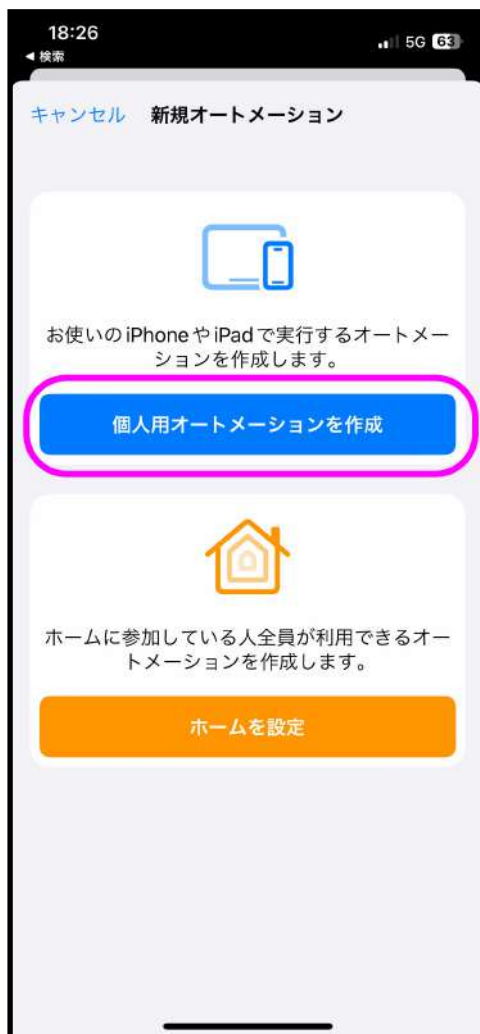 18:26
5G 63
◀ 検索
キャンセル 新規オートメーション
お使いのiPhoneやiPadで実行するオートメー
ションを作成します。
個人用オートメーションを作成
ホームに参加している人全員が利用できるオー
トメーションを作成します。
ホームを設定